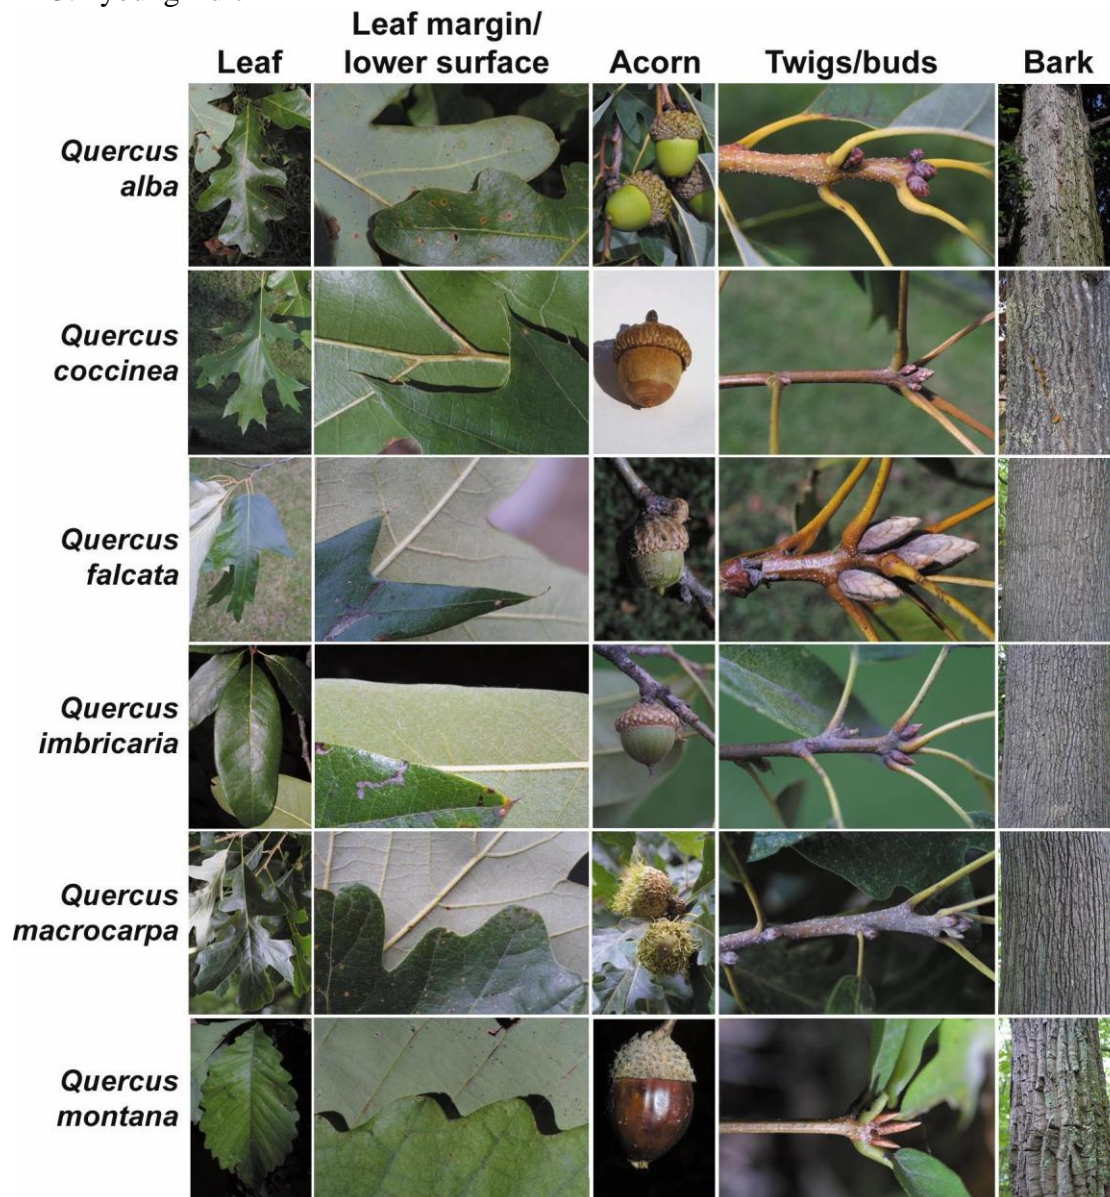 Leaf margin/
Leaf lower surface Acorn Twigs/buds Bark
Quercus
alba
Quercus
coccinea
Quercus
falcata
Quercus
imbricaria
Quercus
macrocarpa
Quercus
montana